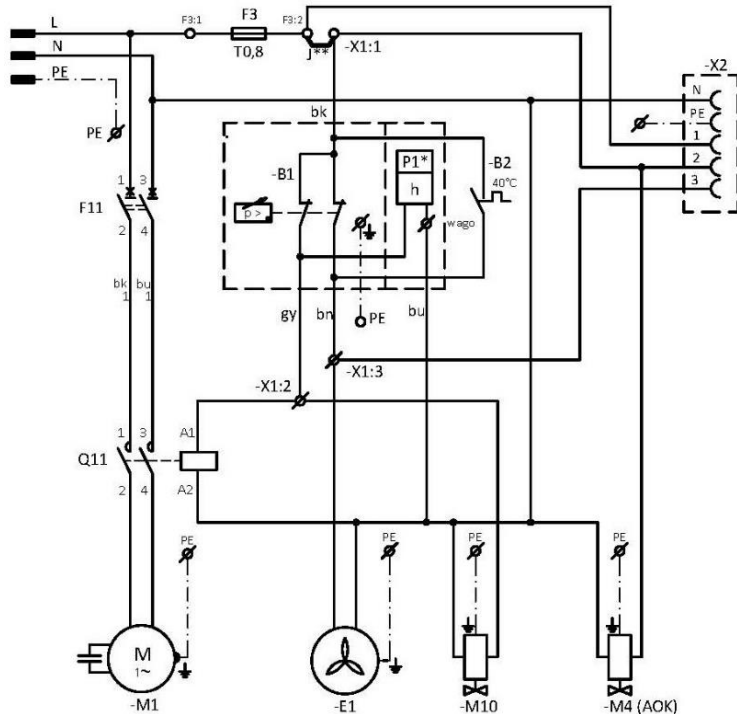 L
F3:1
F3
F3:2
T0,8
J**
-X1:1
N
PE
-X2
N
PE
1
2
3
PE
bk
-B1
P1*
h
-B2
40°C
p >
wago
1
3
F11
2
4
bk
1
bu
1
gy
bn
PE
bu
-X1:3
-X1:2
1
3
A1
Q11
2
4
A2
PE
PE
PE
PE
M
1~
-M1
-E1
-M10
-M4 (AOK)